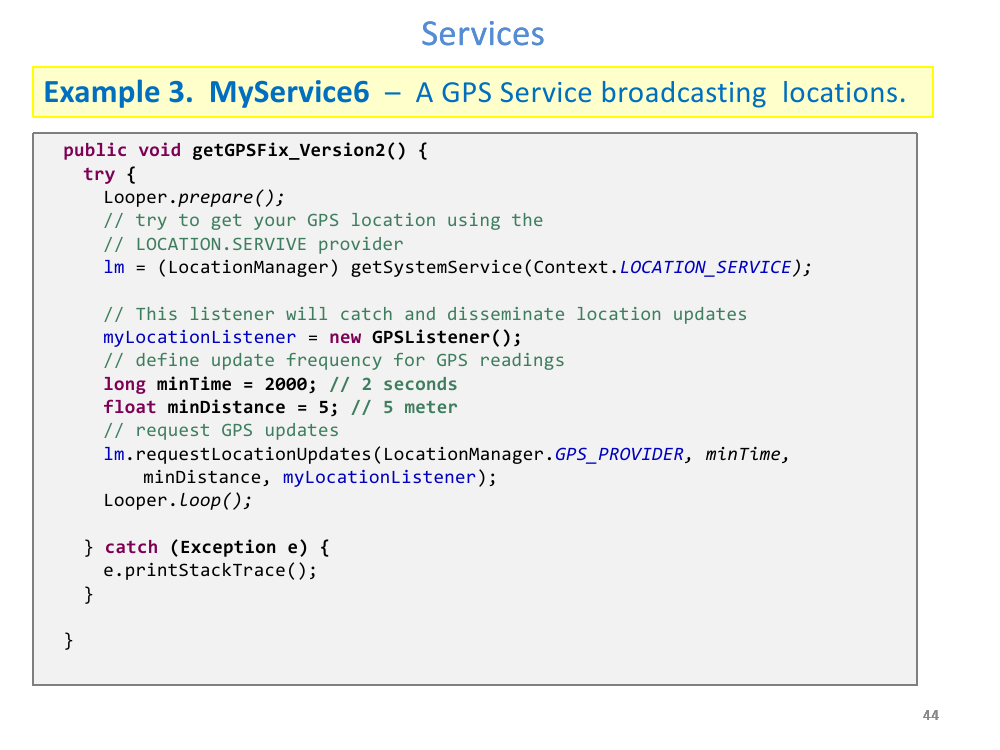 Services
Example 3. MyService6 – A GPS Service broadcasting locations.
public void getGPSFix_Version2() {
try {
Looper.prepare();
// try to get your GPS location using the
// LOCATION.SERVIVE provider
lm = (LocationManager) getSystemService(Context.LOCATION_SERVICE);
// This listener will catch and disseminate location updates
myLocationListener = new GPSListener();
// define update frequency for GPS readings
long minTime = 2000; // 2 seconds
float minDistance = 5; // 5 meter
// request GPS updates
lm.requestLocationUpdates(LocationManager.GPS_PROVIDER, minTime,
minDistance, myLocationListener);
Looper.loop();
} catch (Exception e) {
e.printStackTrace();
}
}
44